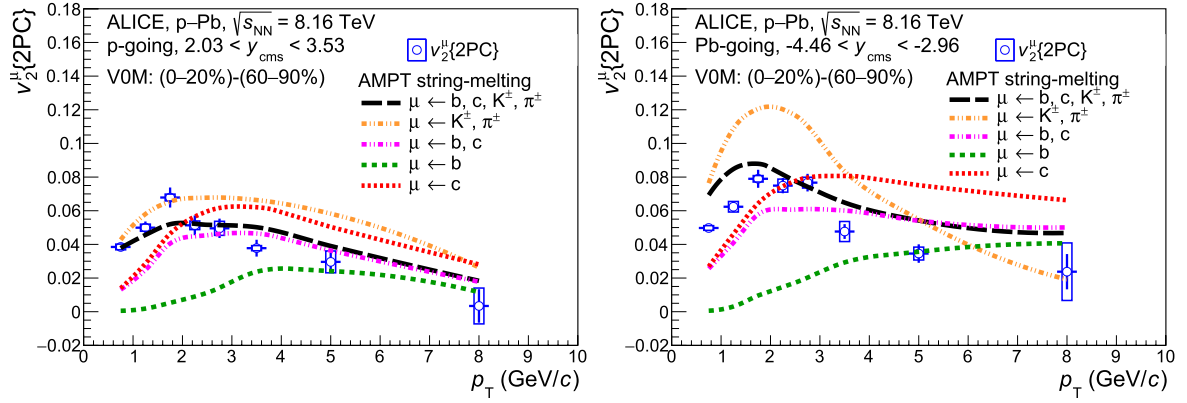 ALICE, p–Pb, √sNN = 8.16 TeV
p-going, 2.03 < ycms < 3.53
v2μ{2PC}
V0M: (0–20%)-(60–90%)
AMPT string-melting
μ ← b, c, K±, π±
μ ← K±, π±
μ ← b, c
μ ← b
μ ← c
v2μ{2PC}
0.18
0.16
0.14
0.12
0.1
0.08
0.06
0.04
0.02
0
−0.02
0 1 2 3 4 5 6 7 8 9 10
pT (GeV/c)
ALICE, p–Pb, √sNN = 8.16 TeV
Pb-going, -4.46 < ycms < -2.96
v2μ{2PC}
V0M: (0–20%)-(60–90%)
AMPT string-melting
μ ← b, c, K±, π±
μ ← K±, π±
μ ← b, c
μ ← b
μ ← c
v2μ{2PC}
0.18
0.16
0.14
0.12
0.1
0.08
0.06
0.04
0.02
0
−0.02
0 1 2 3 4 5 6 7 8 9 10
pT (GeV/c)